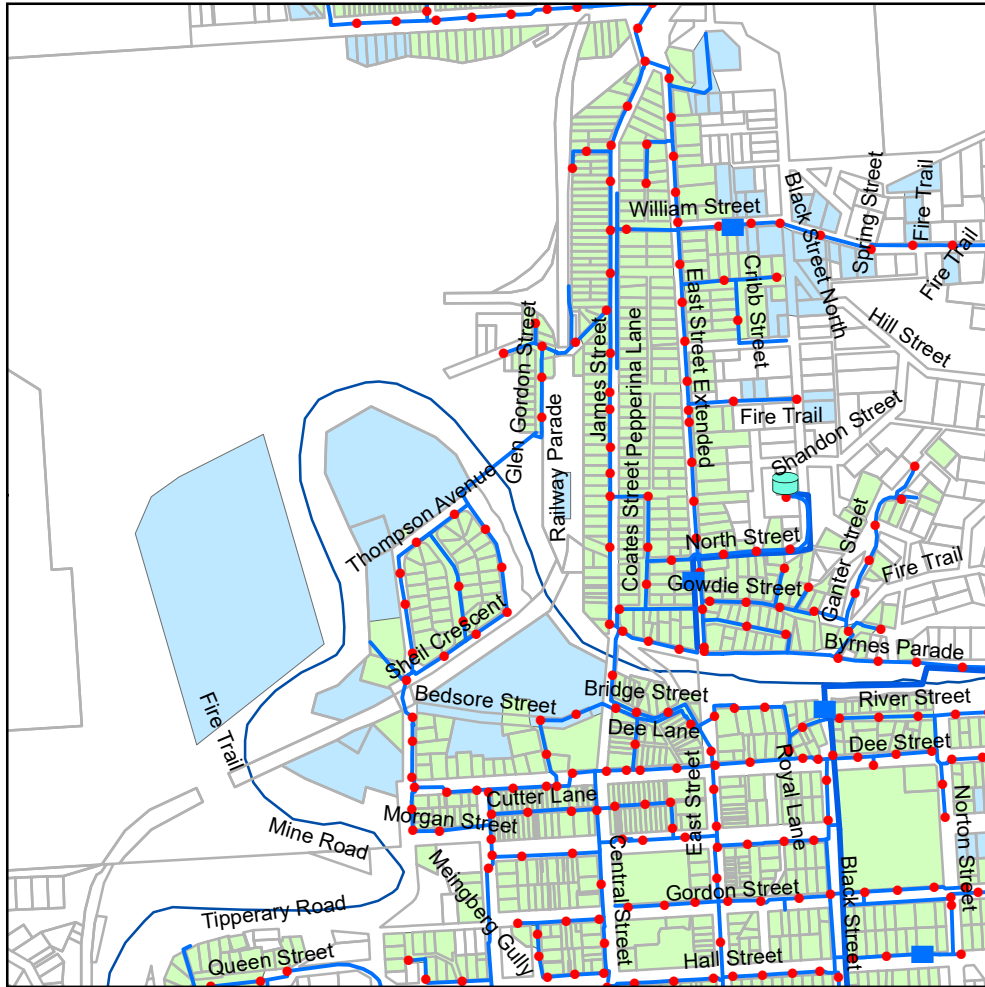 William Street
Black Street North
Spring Street
Fire Trail
Fire Trail
Cribb Street
Hill Street
East Street Extended
Glen Gordon Street
James Street
Pepperina Lane
Fire Trail
Shandon Street
Railway Parade
Coates Street
Thompson Avenue
North Street
Gowdie Street
Ganter Street
Fire Trail
Sheil Crescent
Byrnes Parade
Fire Trail
Bedsore Street
Bridge Street
River Street
Dee Lane
Dee Street
East Street
Royal Lane
Cutter Lane
Morgan Street
Mine Road
Norton Street
Meingberg Gully
Central Street
Gordon Street
Black Street
Tipperary Road
Queen Street
Hall Street